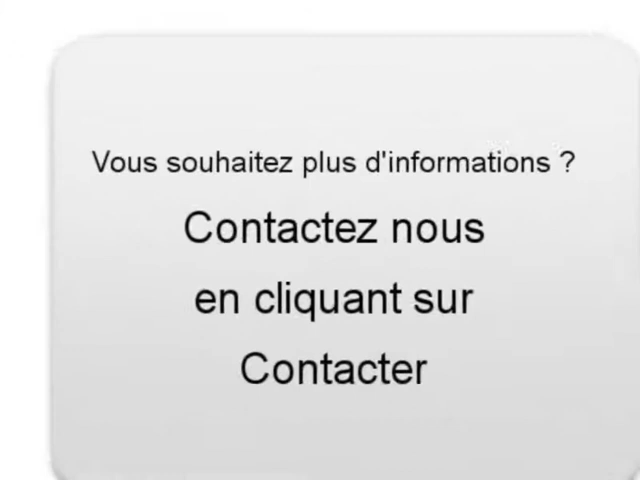 Vous souhaitez plus d'informations ?
Contactez nous
en cliquant sur
Contacter